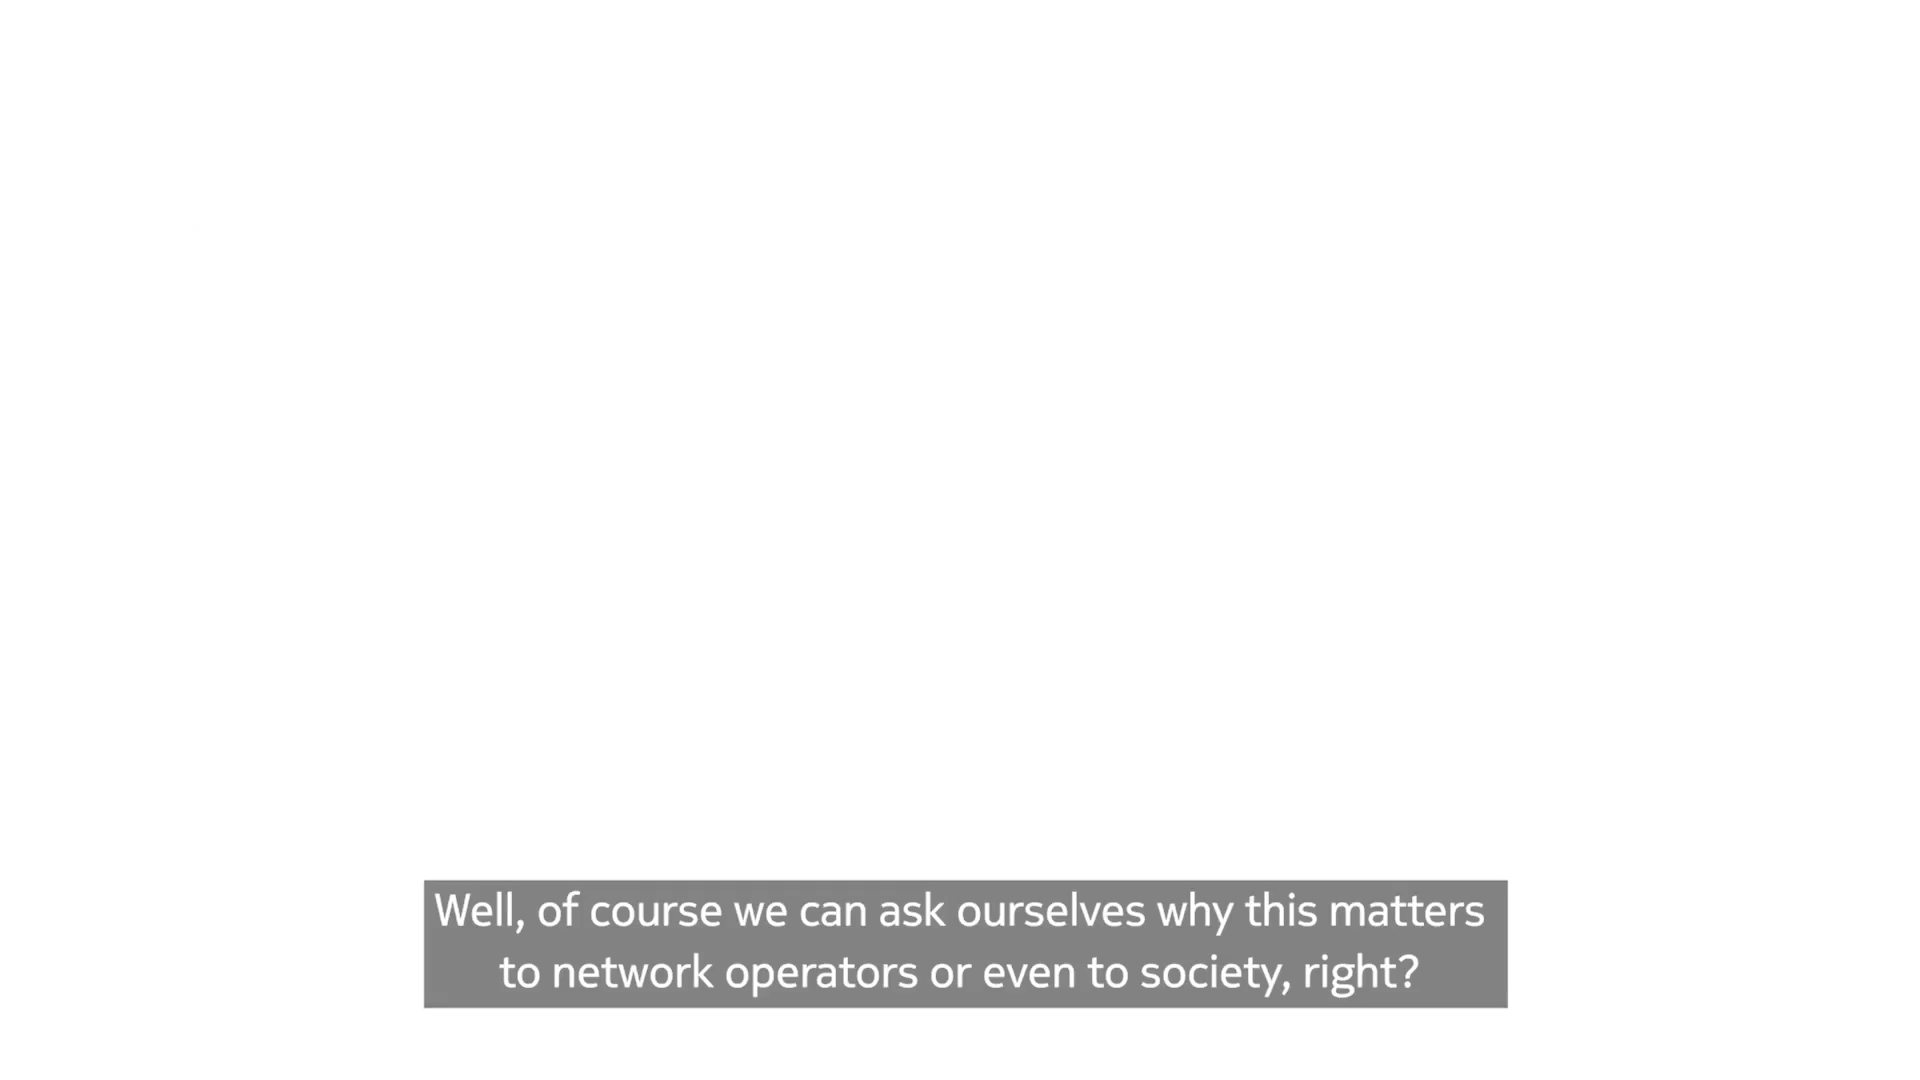 Well, of course we can ask ourselves why this matters
to network operators or even to society, right?